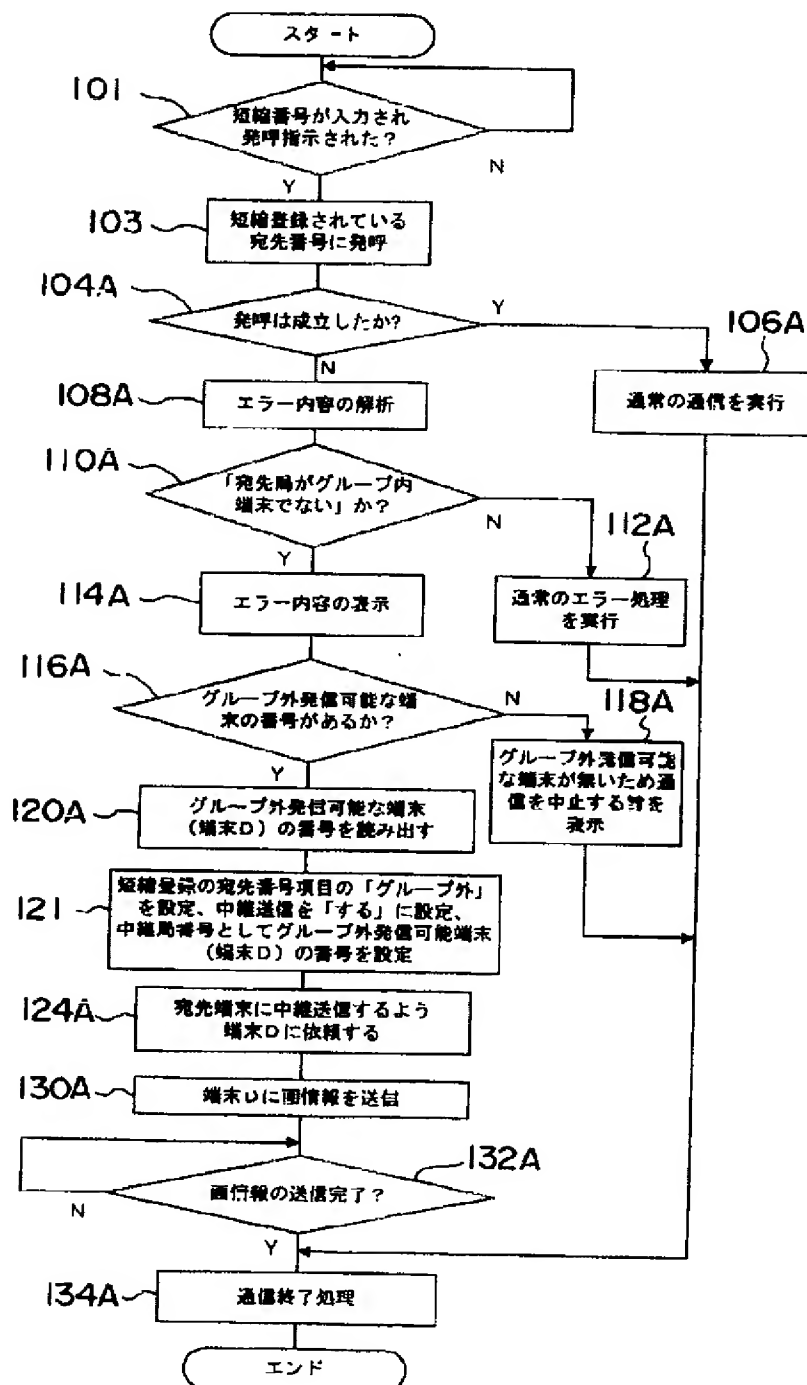 スタート
101
短縮番号が入力され
発呼指示された?
N
Y
103
短縮登録されている
宛先番号に発呼
104A
発呼は成立したか?
Y
N
106A
通常の通信を実行
108A
エラー内容の解析
110A
「宛先局がグループ内
端末でない」か?
N
Y
112A
通常のエラー処理
を実行
114A
エラー内容の表示
116A
グループ外発信可能な端
末の番号があるか?
N
Y
118A
グループ外発信可能
な端末が無いため通
信を中止する旨を
表示
120A
グループ外発信可能な端末
(端末D)の番号を読み出す
121
短縮登録の宛先番号項目の「グループ外」
を設定、中継送信を「する」に設定、
中継局番号としてグループ外発信可能端末
(端末D)の番号を設定
124A
宛先端末に中継送信するよう
端末Dに依頼する
130A
端末Dに画情報を送信
132A
画情報の送信完了?
N
Y
134A
通信終了処理
エンド